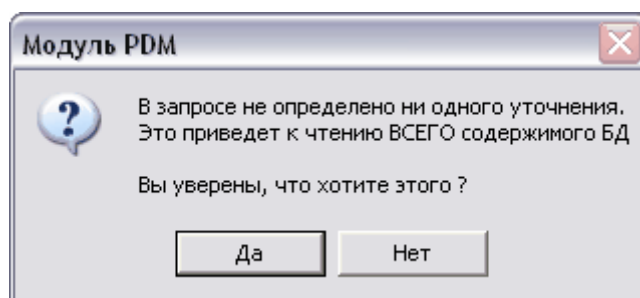 Модуль PDM
В запросе не определено ни одного уточнения.
Это приведет к чтению ВСЕГО содержимого БД
Вы уверены, что хотите этого ?
Да Нет